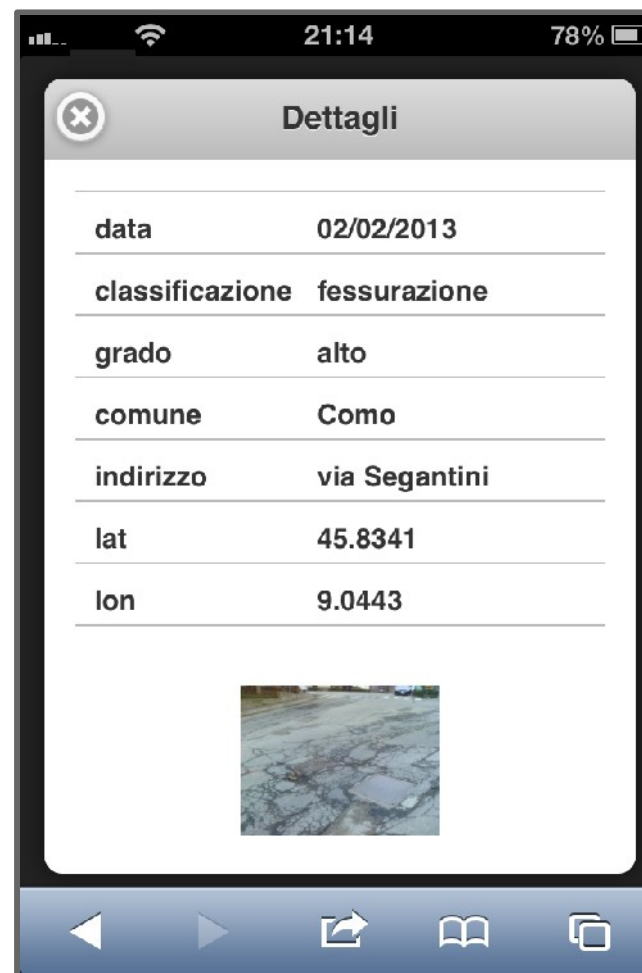 21:14 78%
Dettagli
data 02/02/2013
classificazione fessurazione
grado alto
comune Como
indirizzo via Segantini
lat 45.8341
lon 9.0443